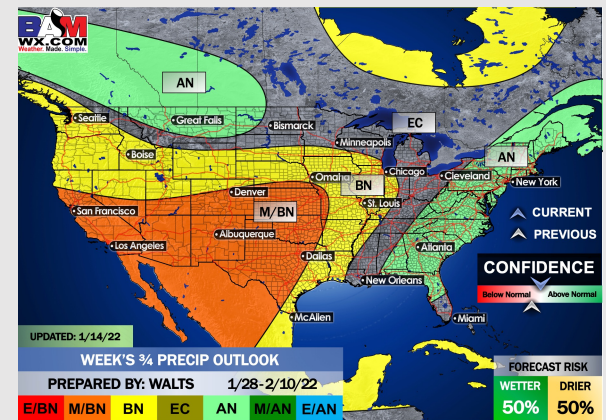 BAM
WX.COM
Weather. Made. Simple.
AN
Seattle
Great Falls
Bismarck
EC
Minneapolis
Boise
AN
Omaha
BN
Chicago
Cleveland
New York
Denver
St. Louis
San Francisco
M/BN
CURRENT
PREVIOUS
Los Angeles
Albuquerque
Atlanta
Dallas
CONFIDENCE
New Orleans
Below Normal
Above Normal
McAllen
Miami
UPDATED: 1/14/22
WEEK'S ¾ PRECIP OUTLOOK
PREPARED BY: WALTS
1/28-2/10/22
E/BN M/BN BN EC AN M/AN E/AN
FORECAST RISK
WETTER DRIER
50% 50%